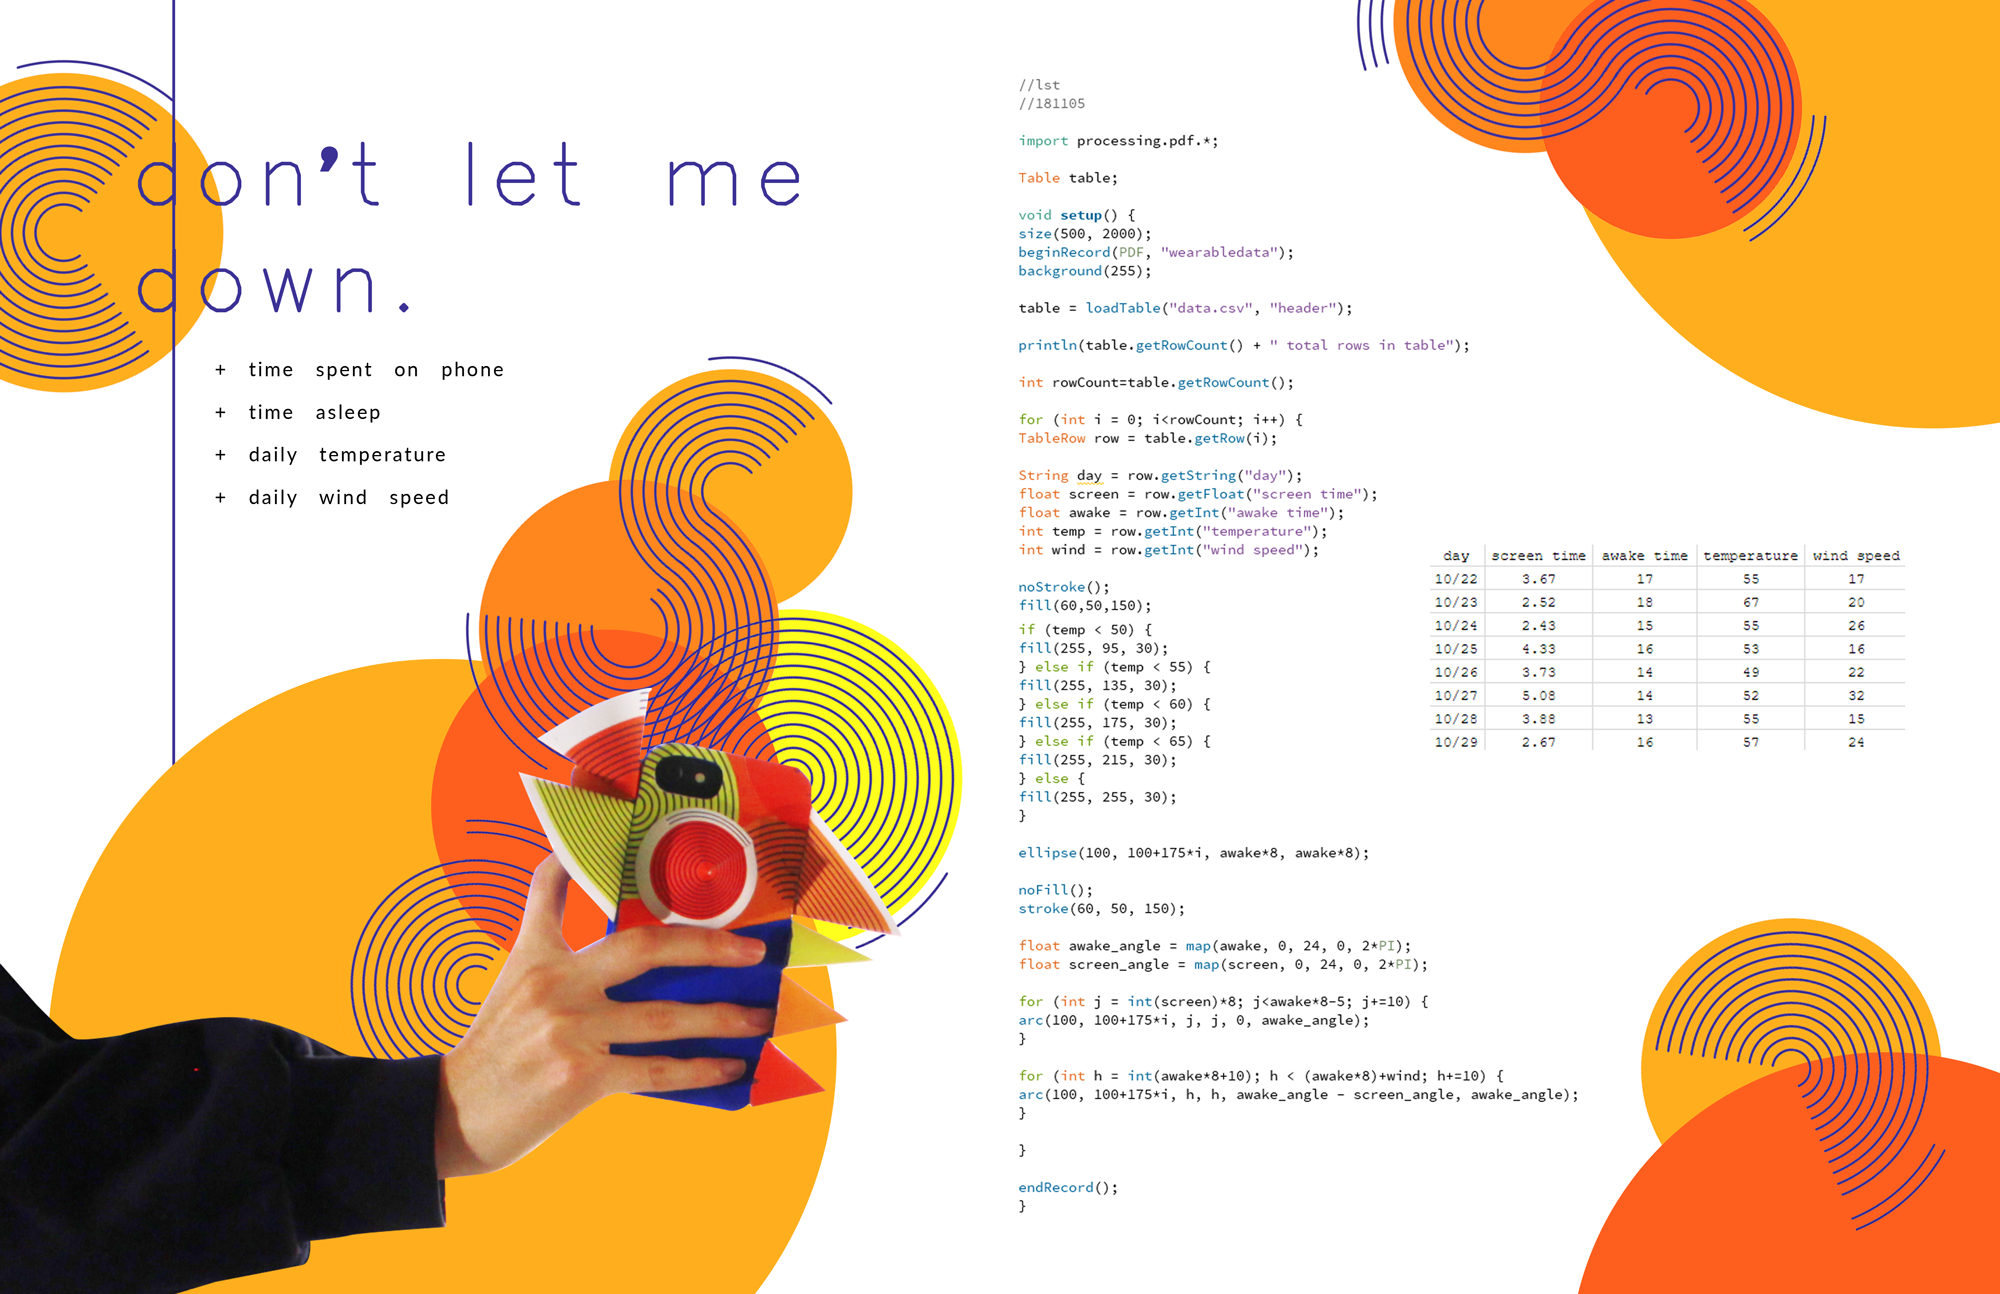 don't let me
down.
+ time spent on phone
+ time asleep
+ daily temperature
+ daily wind speed
//lst
//181105
import processing.pdf.*;
Table table;
void setup() {
size(500, 2000);
beginRecord(PDF, "wearabledata");
background(255);
table = loadTable("data.csv", "header");
println(table.getRowCount() + " total rows in table");
int rowCount=table.getRowCount();
for (int i = 0; i<rowCount; i++) {
TableRow row = table.getRow(i);
String day = row.getString("day");
float screen = row.getFloat("screen time");
float awake = row.getInt("awake time");
int temp = row.getInt("temperature");
int wind = row.getInt("wind speed");
noStroke();
fill(60,50,150);
if (temp < 50) {
fill(255, 95, 30);
} else if (temp < 55) {
fill(255, 135, 30);
} else if (temp < 60) {
fill(255, 175, 30);
} else if (temp < 65) {
fill(255, 215, 30);
} else {
fill(255, 255, 30);
}
ellipse(100, 100+175*i, awake*8, awake*8);
noFill();
stroke(60, 50, 150);
float awake_angle = map(awake, 0, 24, 0, 2*PI);
float screen_angle = map(screen, 0, 24, 0, 2*PI);
for (int j = int(screen)*8; j<awake*8-5; j+=10) {
arc(100, 100+175*i, j, j, 0, awake_angle);
}
for (int h = int(awake*8+10); h < (awake*8)+wind; h+=10) {
arc(100, 100+175*i, h, h, awake_angle - screen_angle, awake_angle);
}
}
endRecord();
}
day screen time awake time temperature wind speed
10/22 3.67 17 55 17
10/23 2.52 18 67 20
10/24 2.43 15 55 26
10/25 4.33 16 53 16
10/26 3.73 14 49 22
10/27 5.08 14 52 32
10/28 3.88 13 55 15
10/29 2.67 16 57 24